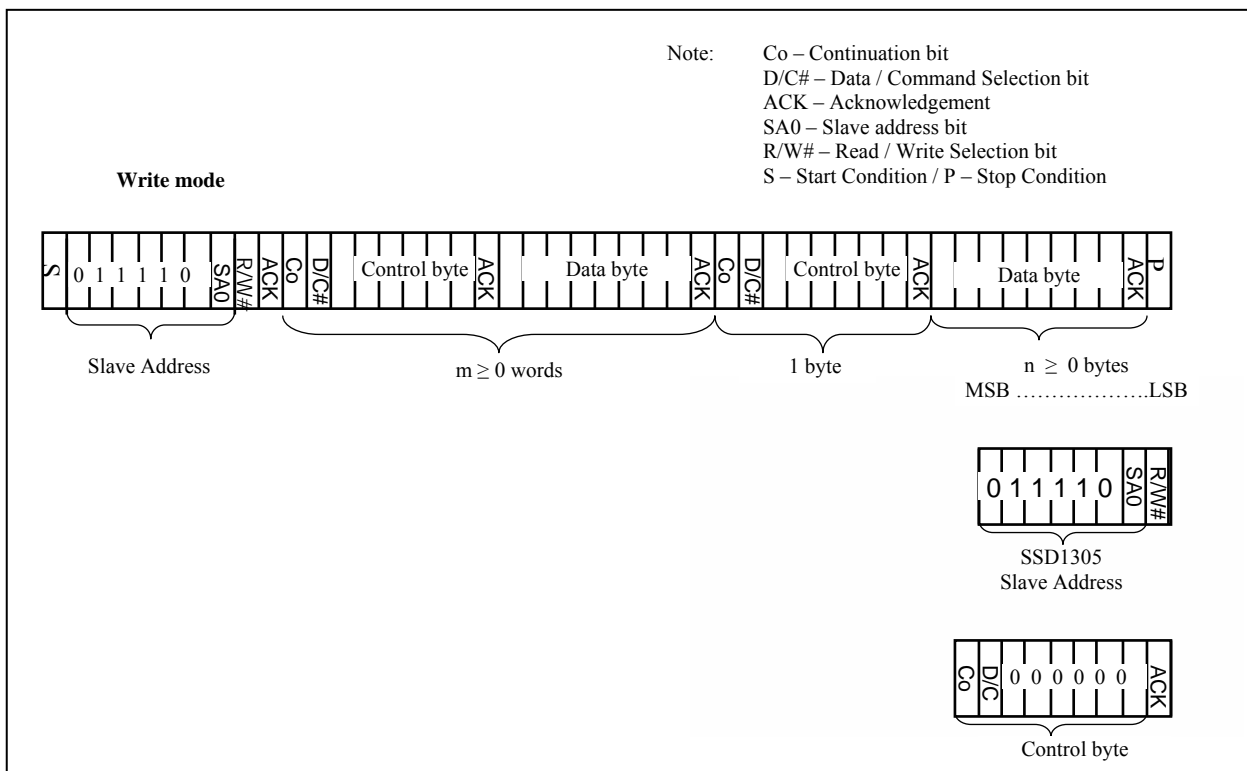 Note: Co – Continuation bit
D/C# – Data / Command Selection bit
ACK – Acknowledgement
SA0 – Slave address bit
R/W# – Read / Write Selection bit
S – Start Condition / P – Stop Condition
Write mode
S 0 1 1 1 1 0 SA0 R/W# ACK Co D/C# Control byte ACK Data byte ACK Co D/C# Control byte ACK Data byte ACK P
Slave Address m ≥ 0 words 1 byte n ≥ 0 bytes
MSB ………………….LSB
0 1 1 1 1 0 SA0 R/W#
SSD1305
Slave Address
Co D/C 0 0 0 0 0 0 ACK
Control byte